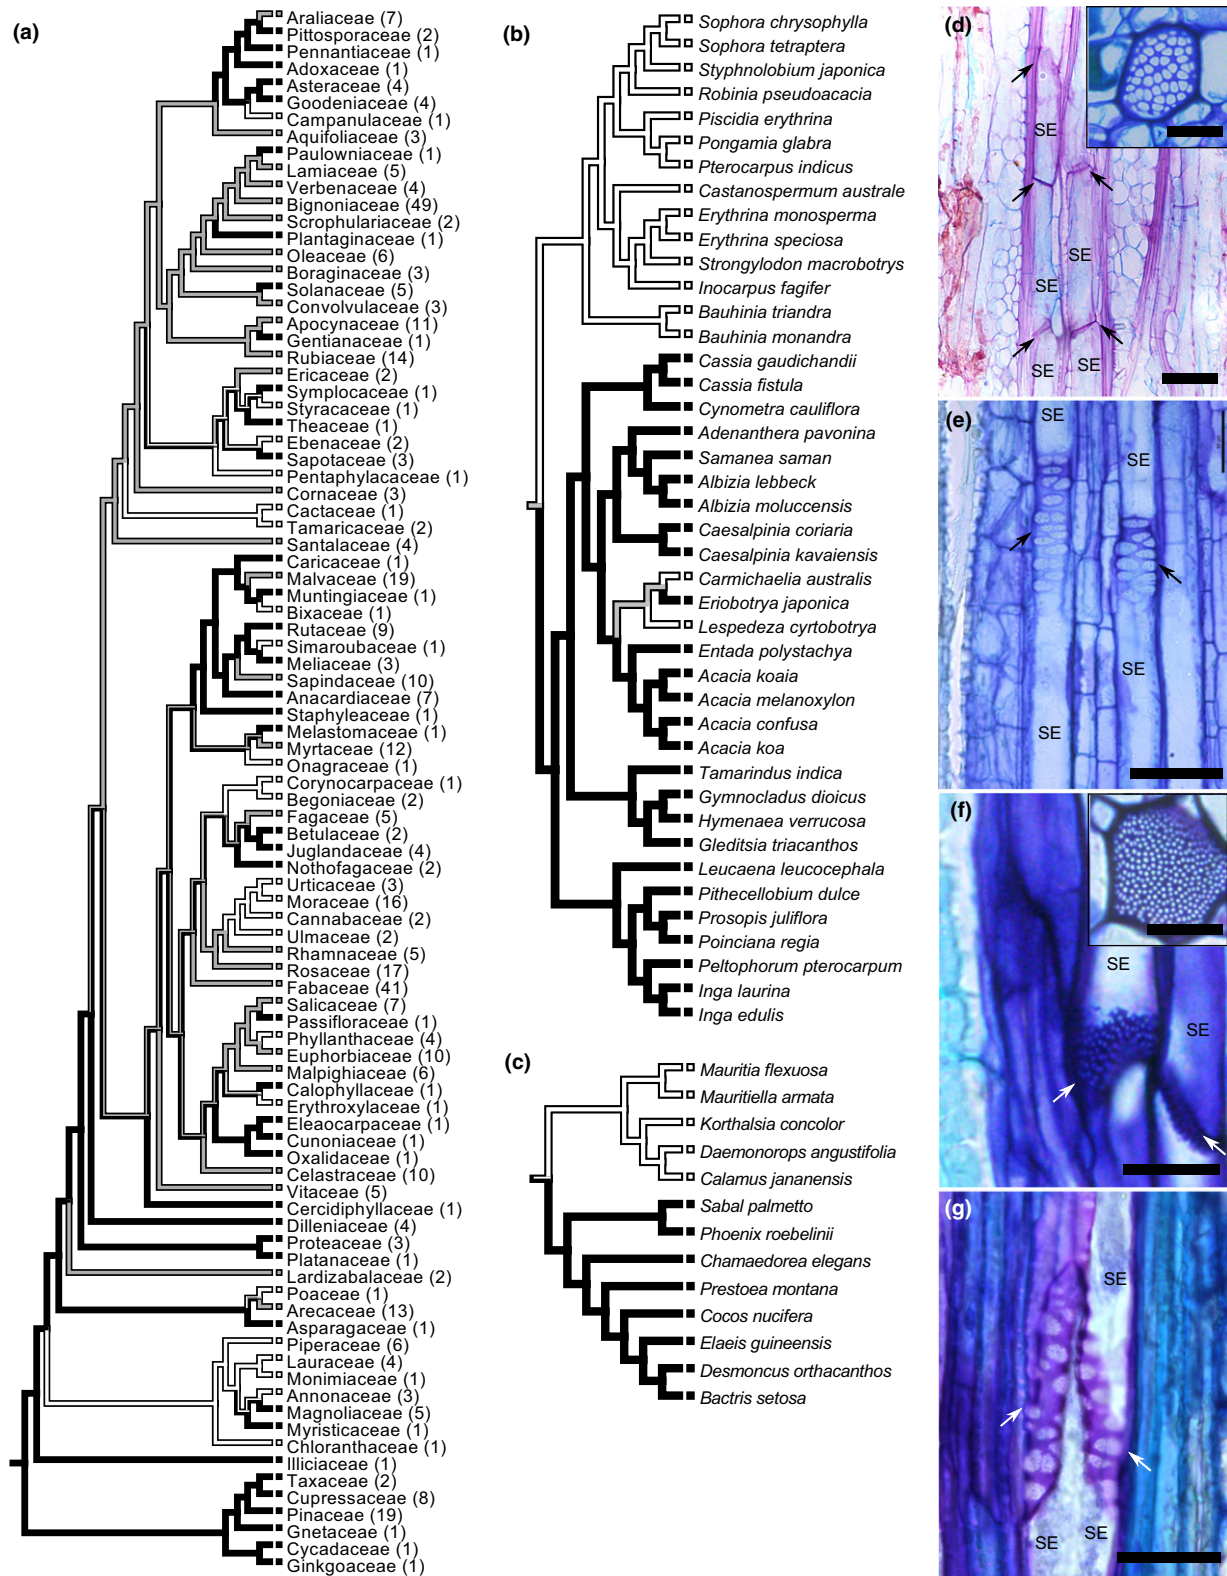 (a)
Araliaceae (7)
Pittosporaceae (2)
Pennantiaceae (1)
Adoxaceae (1)
Asteraceae (4)
Goodeniaceae (4)
Campanulaceae (1)
Aquifoliaceae (3)
Paulowniaceae (1)
Lamiaceae (5)
Verbenaceae (4)
Bignoniaceae (49)
Scrophulariaceae (2)
Plantaginaceae (1)
Oleaceae (6)
Boraginaceae (3)
Solanaceae (5)
Convolvulaceae (3)
Apocynaceae (11)
Gentianaceae (1)
Rubiaceae (14)
Ericaceae (2)
Symplocaceae (1)
Styracaceae (1)
Theaceae (1)
Ebenaceae (2)
Sapotaceae (3)
Pentaphylacaceae (1)
Cornaceae (3)
Cactaceae (1)
Tamaricaceae (2)
Santalaceae (4)
Caricaceae (1)
Malvaceae (19)
Muntingiaceae (1)
Bixaceae (1)
Rutaceae (9)
Simaroubaceae (1)
Meliaceae (3)
Sapindaceae (10)
Anacardiaceae (7)
Staphyleaceae (1)
Melastomaceae (1)
Myrtaceae (12)
Onagraceae (1)
Corynocarpaceae (1)
Begoniaceae (2)
Fagaceae (5)
Betulaceae (2)
Juglandaceae (4)
Nothofagaceae (2)
Urticaceae (3)
Moraceae (16)
Cannabaceae (2)
Ulmaceae (2)
Rhamnaceae (5)
Rosaceae (17)
Fabaceae (41)
Salicaceae (7)
Passifloraceae (1)
Phyllanthaceae (4)
Euphorbiaceae (10)
Malpighiaceae (6)
Calophyllaceae (1)
Erythroxylaceae (1)
Eleaocarpaceae (1)
Cunoniaceae (1)
Oxalidaceae (1)
Celastraceae (10)
Vitaceae (5)
Cercidiphyllaceae (1)
Dilleniaceae (4)
Proteaceae (3)
Platanaceae (1)
Lardizabalaceae (2)
Poaceae (1)
Arecaceae (13)
Asparagaceae (1)
Piperaceae (6)
Lauraceae (4)
Monimiaceae (1)
Annonaceae (3)
Magnoliaceae (5)
Myristicaceae (1)
Chloranthaceae (1)
Illiciaceae (1)
Taxaceae (2)
Cupressaceae (8)
Pinaceae (19)
Gnetaceae (1)
Cycadaceae (1)
Ginkgoaceae (1)
(b)
Sophora chrysophylla
Sophora tetraptera
Styphnolobium japonica
Robinia pseudoacacia
Piscidia erythrina
Pongamia glabra
Pterocarpus indicus
Castanospermum australe
Erythrina monosperma
Erythrina speciosa
Strongylodon macrobotrys
Inocarpus fagifer
Bauhinia triandra
Bauhinia monandra
Cassia gaudichandii
Cassia fistula
Cynometra cauliflora
Adenanthera pavonina
Samanea saman
Albizia lebbeck
Albizia moluccensis
Caesalpinia coriaria
Caesalpinia kavaiensis
Carmichaelia australis
Eriobotrya japonica
Lespedeza cyrtobotrya
Entada polystachya
Acacia koaia
Acacia melanoxylon
Acacia confusa
Acacia koa
Tamarindus indica
Gymnocladus dioicus
Hymenaea verrucosa
Gleditsia triacanthos
Leucaena leucocephala
Pithecellobium dulce
Prosopis juliflora
Poinciana regia
Peltophorum pterocarpum
Inga laurina
Inga edulis
(c)
Mauritia flexuosa
Mauritiella armata
Korthalsia concolor
Daemonorops angustifolia
Calamus jananensis
Sabal palmetto
Phoenix roebelinii
Chamaedorea elegans
Prestoea montana
Cocos nucifera
Elaeis guineensis
Desmoncus orthacanthos
Bactris setosa
(d)
SE
SE
SE
SE
SE
(e)
SE
SE
SE
SE
(f)
SE
SE
(g)
SE
SE
SE